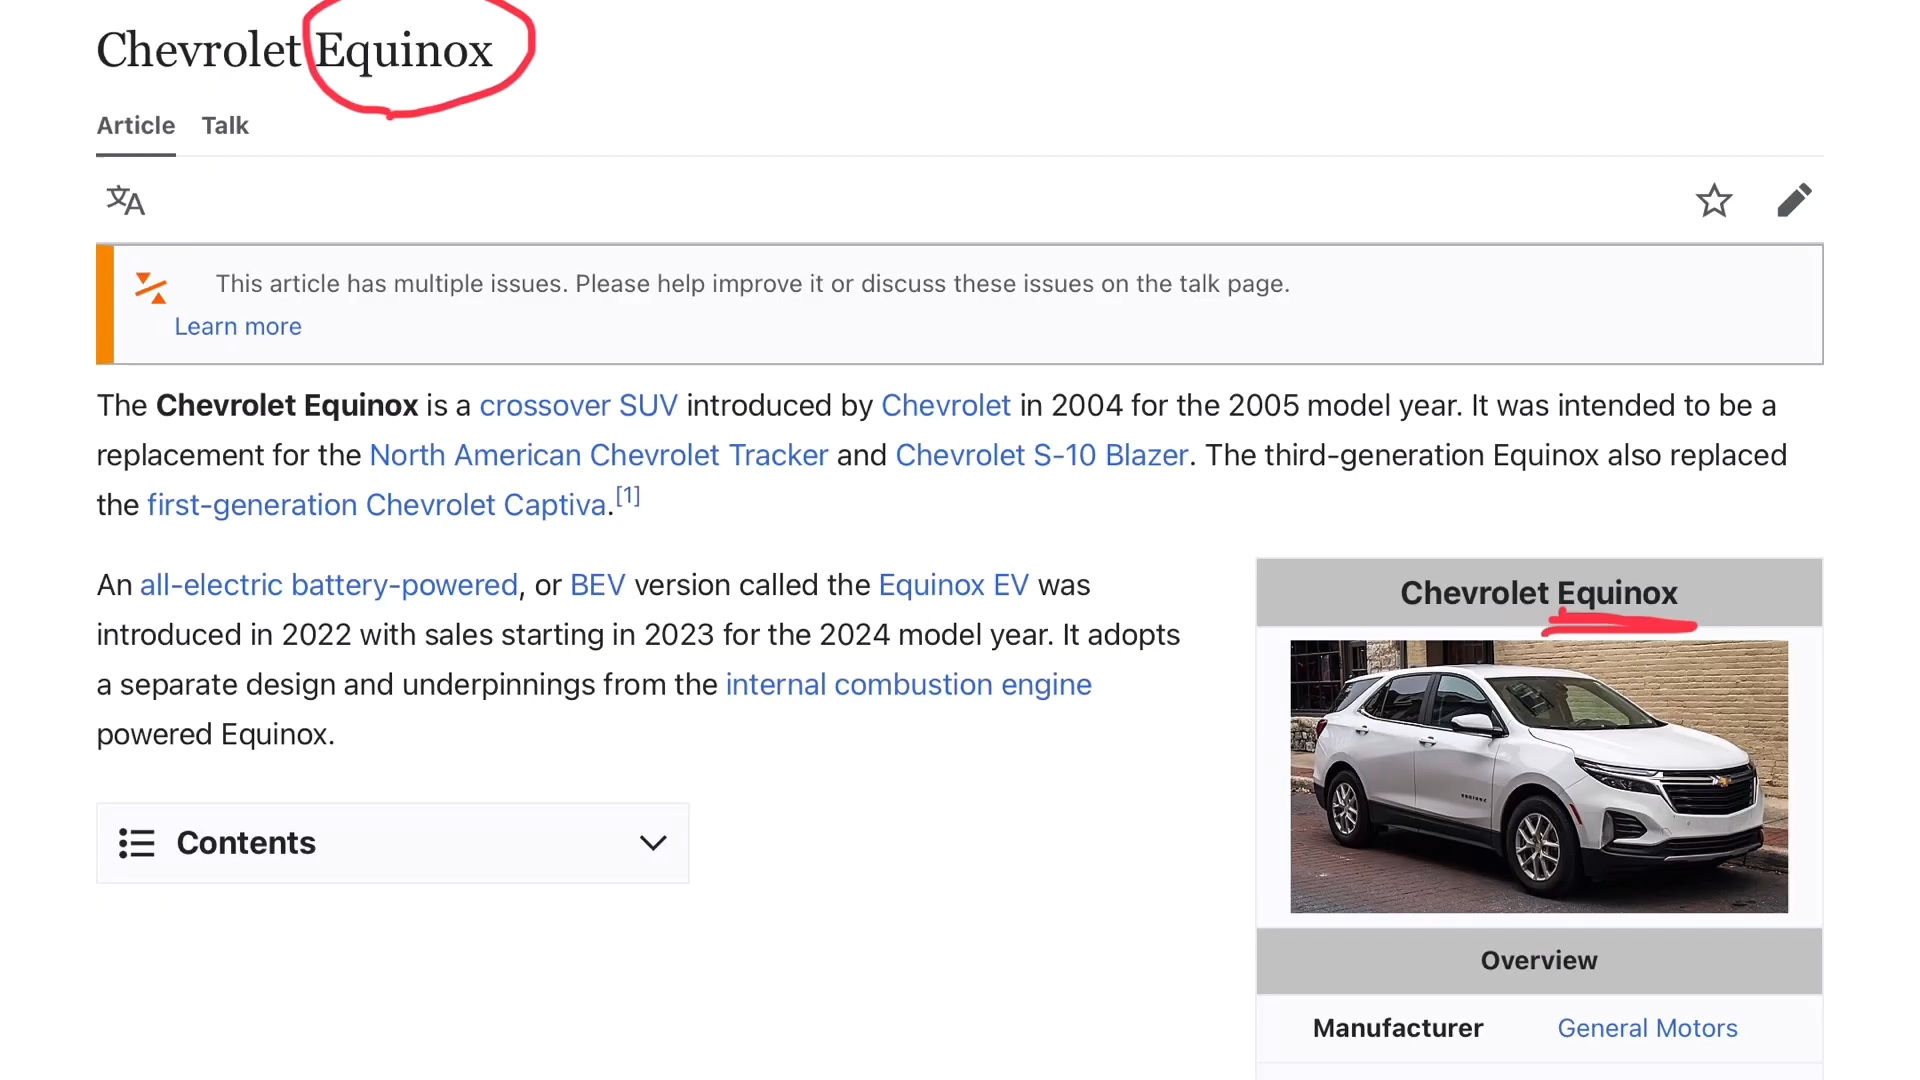 Chevrolet Equinox
Article Talk
This article has multiple issues. Please help improve it or discuss these issues on the talk page.
Learn more
The Chevrolet Equinox is a crossover SUV introduced by Chevrolet in 2004 for the 2005 model year. It was intended to be a
replacement for the North American Chevrolet Tracker and Chevrolet S-10 Blazer. The third-generation Equinox also replaced
the first-generation Chevrolet Captiva.[1]
An all-electric battery-powered, or BEV version called the Equinox EV was
introduced in 2022 with sales starting in 2023 for the 2024 model year. It adopts
a separate design and underpinnings from the internal combustion engine
powered Equinox.
Contents
Chevrolet Equinox
EQUINOX
Overview
Manufacturer General Motors